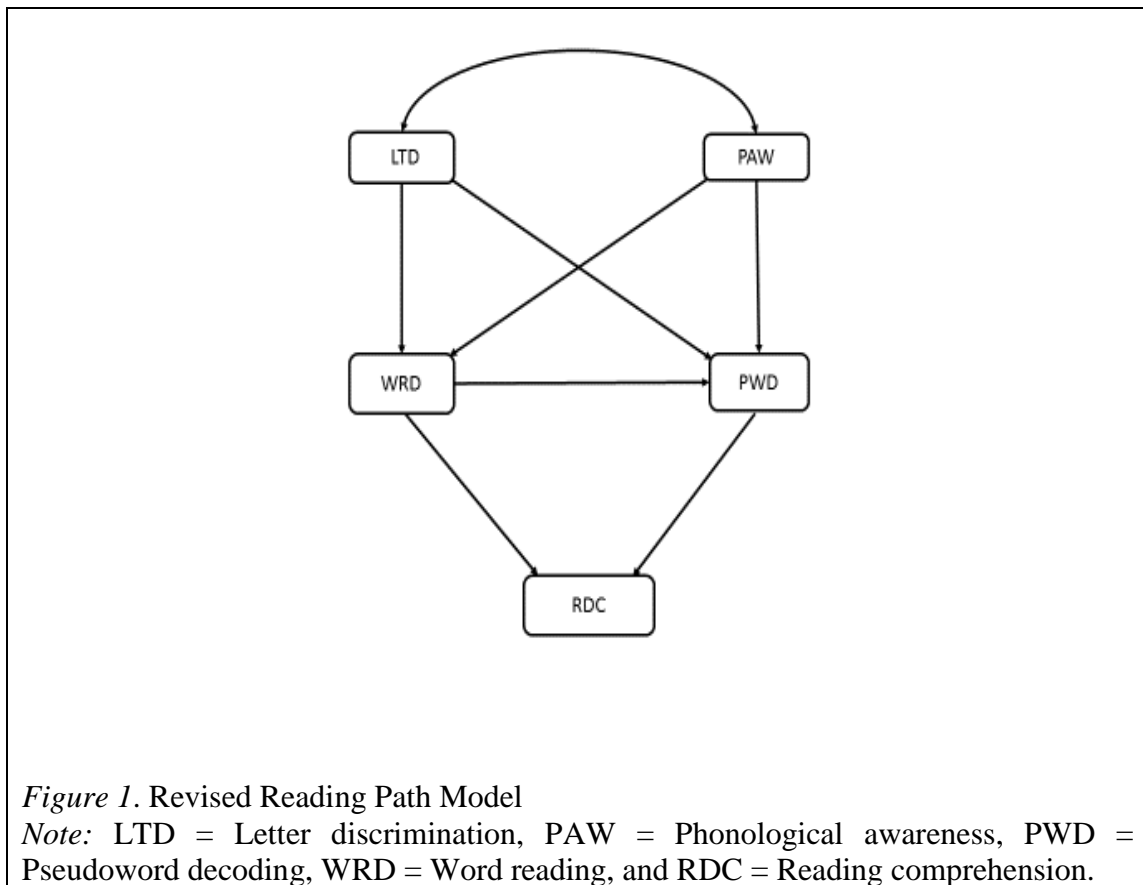 LTD PAW
WRD PWD
RDC
Figure 1. Revised Reading Path Model
Note: LTD = Letter discrimination, PAW = Phonological awareness, PWD =
Pseudoword decoding, WRD = Word reading, and RDC = Reading comprehension.